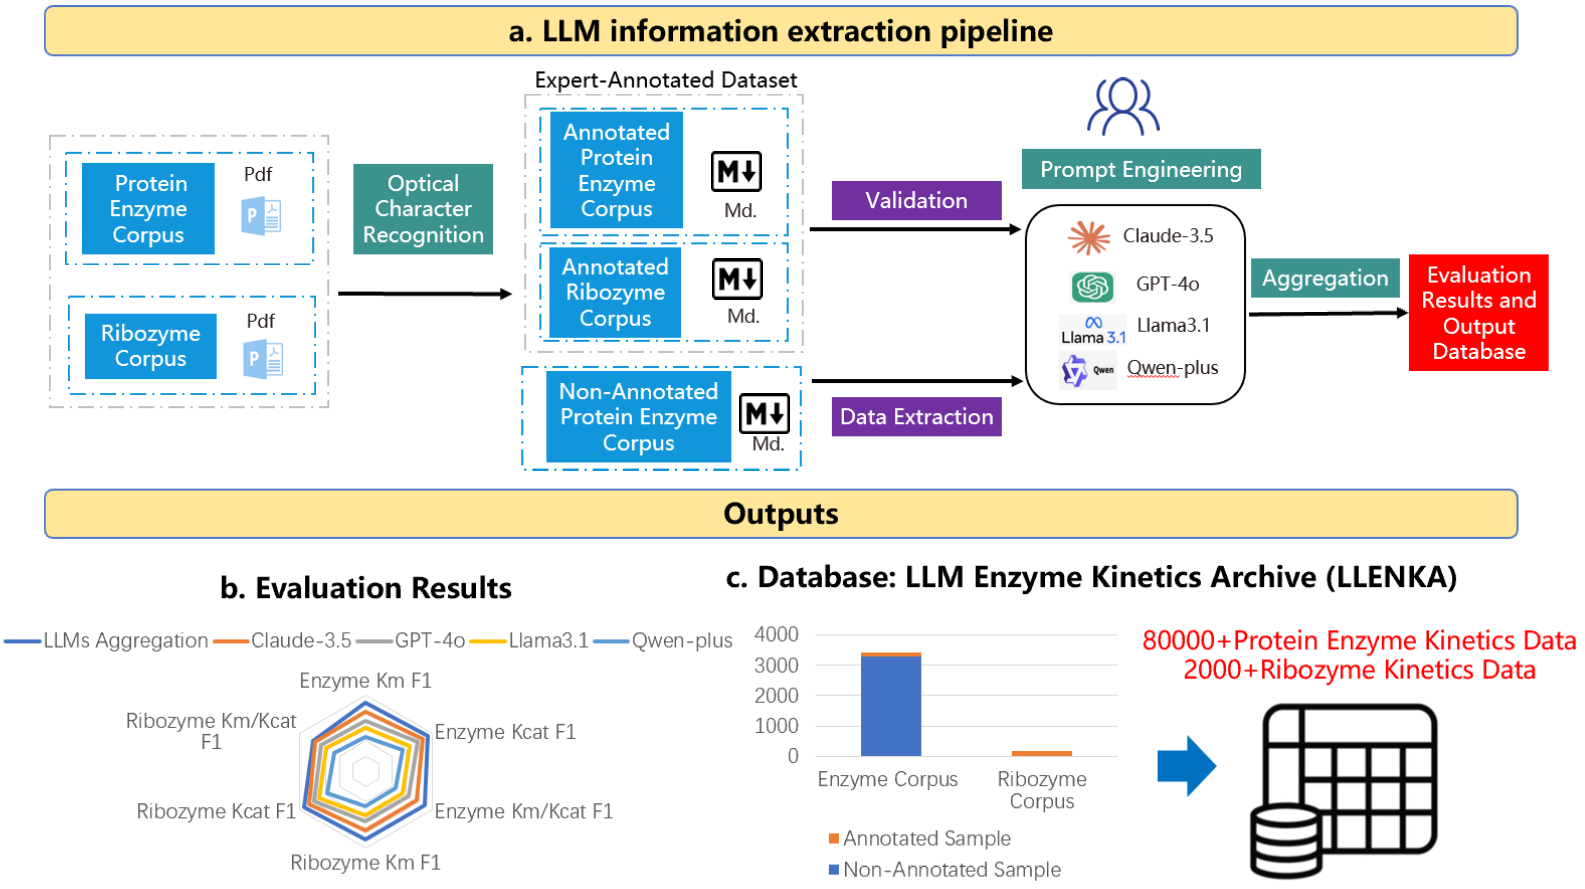 a. LLM information extraction pipeline
Expert-Annotated Dataset
Protein
Enzyme
Corpus
Pdf
P
Ribozyme
Corpus
Pdf
P
Optical
Character
Recognition
Annotated
Protein
Enzyme
Corpus
M
Md.
Annotated
Ribozyme
Corpus
M
Md.
Non-Annotated
Protein Enzyme
Corpus
M
Md.
Validation
Data Extraction
Prompt Engineering
Claude-3.5
GPT-4o
Llama 3.1
Llama3.1
Qwen
Qwen-plus
Aggregation
Evaluation
Results and
Output
Database
Outputs
b. Evaluation Results
LLMs Aggregation
Claude-3.5
GPT-4o
Llama3.1
Qwen-plus
Enzyme Km F1
Enzyme Kcat F1
Enzyme Km/Kcat F1
Ribozyme Km F1
Ribozyme Kcat F1
Ribozyme Km/Kcat
F1
c. Database: LLM Enzyme Kinetics Archive (LLENKA)
4000
3000
2000
1000
0
Enzyme Corpus
Ribozyme
Corpus
Annotated Sample
Non-Annotated Sample
80000+Protein Enzyme Kinetics Data
2000+Ribozyme Kinetics Data